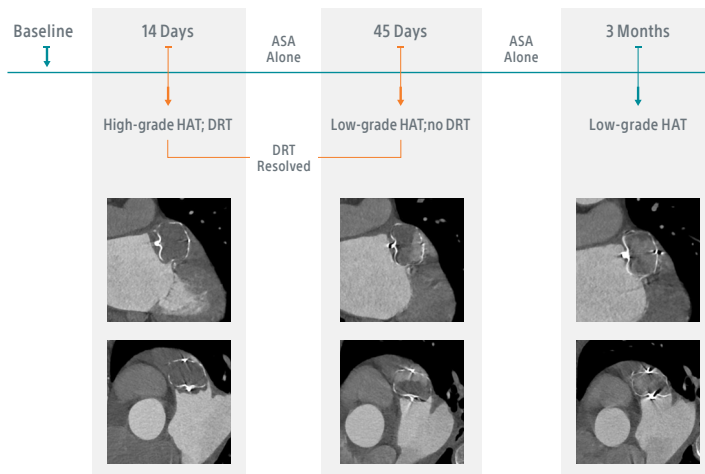 Baseline
14 Days
ASA
Alone
45 Days
ASA
Alone
3 Months
High-grade HAT; DRT
Low-grade HAT;no DRT
Low-grade HAT
DRT
Resolved